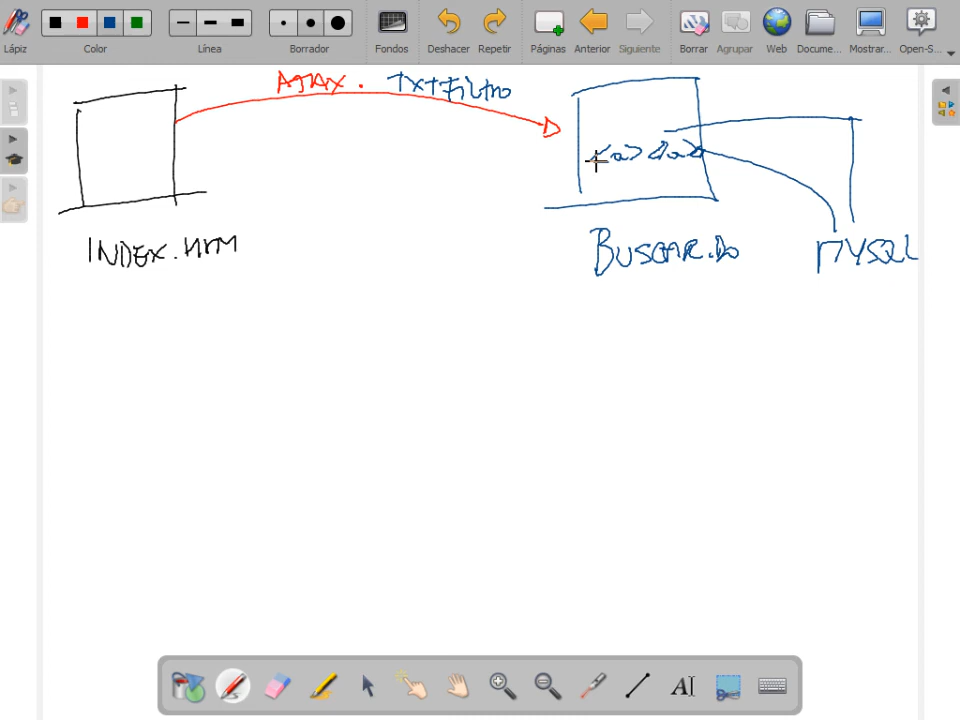 Lápiz Color Línea Borrador Fondos Deshacer Repetir Páginas Anterior Siguiente Borrar Agrupar Web Docume... Mostrar... Open-S...
AJAX. TXTFiltro
<a></a>
INDEX.HTM BUSCAR.DO MYSQL
A